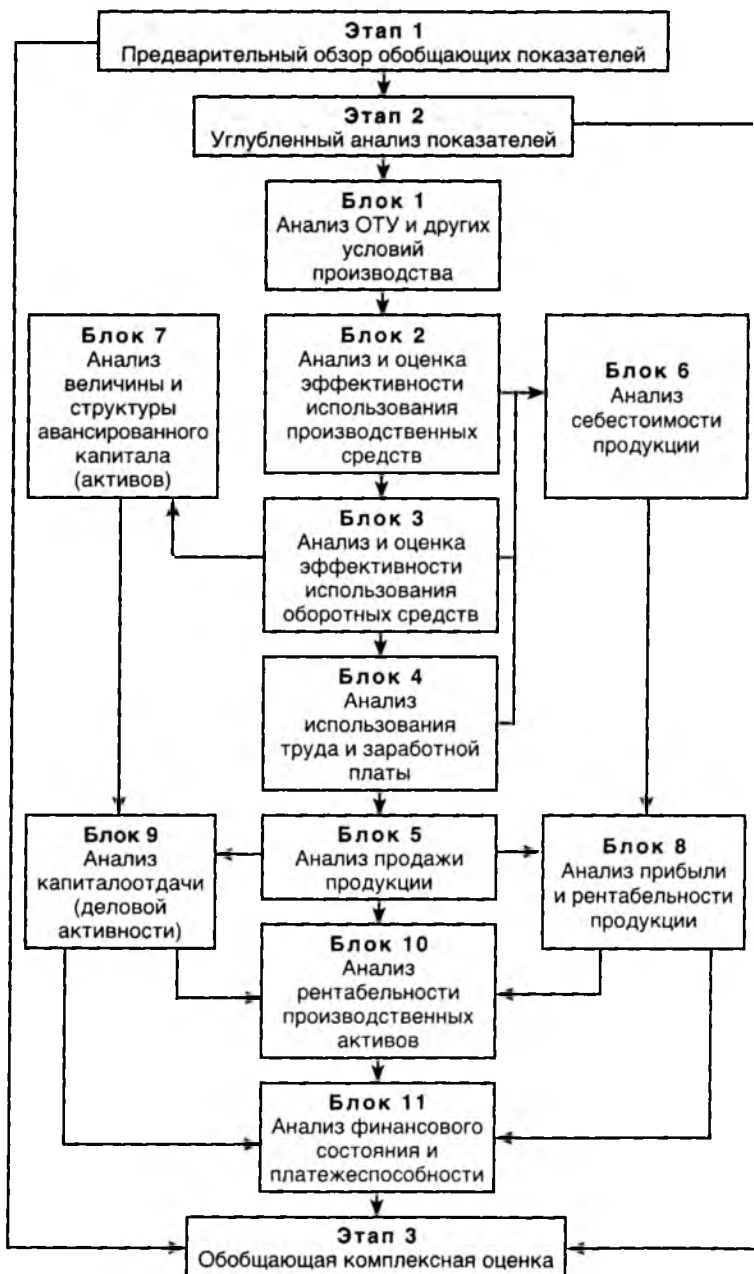 Этап 1
Предварительный обзор обобщающих показателей
Этап 2
Углубленный анализ показателей
Блок 1
Анализ ОТУ и других
условий
производства
Блок 7
Анализ
величины и
структуры
авансированного
капитала
(активов)
Блок 2
Анализ и оценка
эффективности
использования
производственных
средств
Блок 6
Анализ
себестоимости
продукции
Блок 3
Анализ и оценка
эффективности
использования
оборотных средств
Блок 4
Анализ
использования
труда и заработной
платы
Блок 9
Анализ
капиталоотдачи
(деловой
активности)
Блок 5
Анализ продажи
продукции
Блок 8
Анализ прибыли
и рентабельности
продукции
Блок 10
Анализ
рентабельности
производственных
активов
Блок 11
Анализ финансового
состояния и
платежеспособности
Этап 3
Обобщающая комплексная оценка